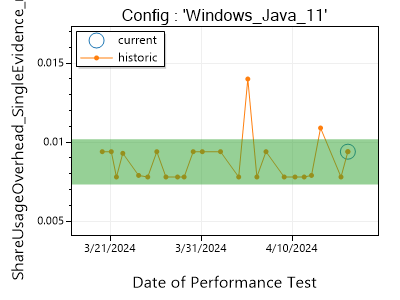 Config : 'Windows_Java_11'
current
historic
ShareUsageOverhead_SingleEvidence_
0.015
0.01
0.005
3/21/2024
3/31/2024
4/10/2024
Date of Performance Test